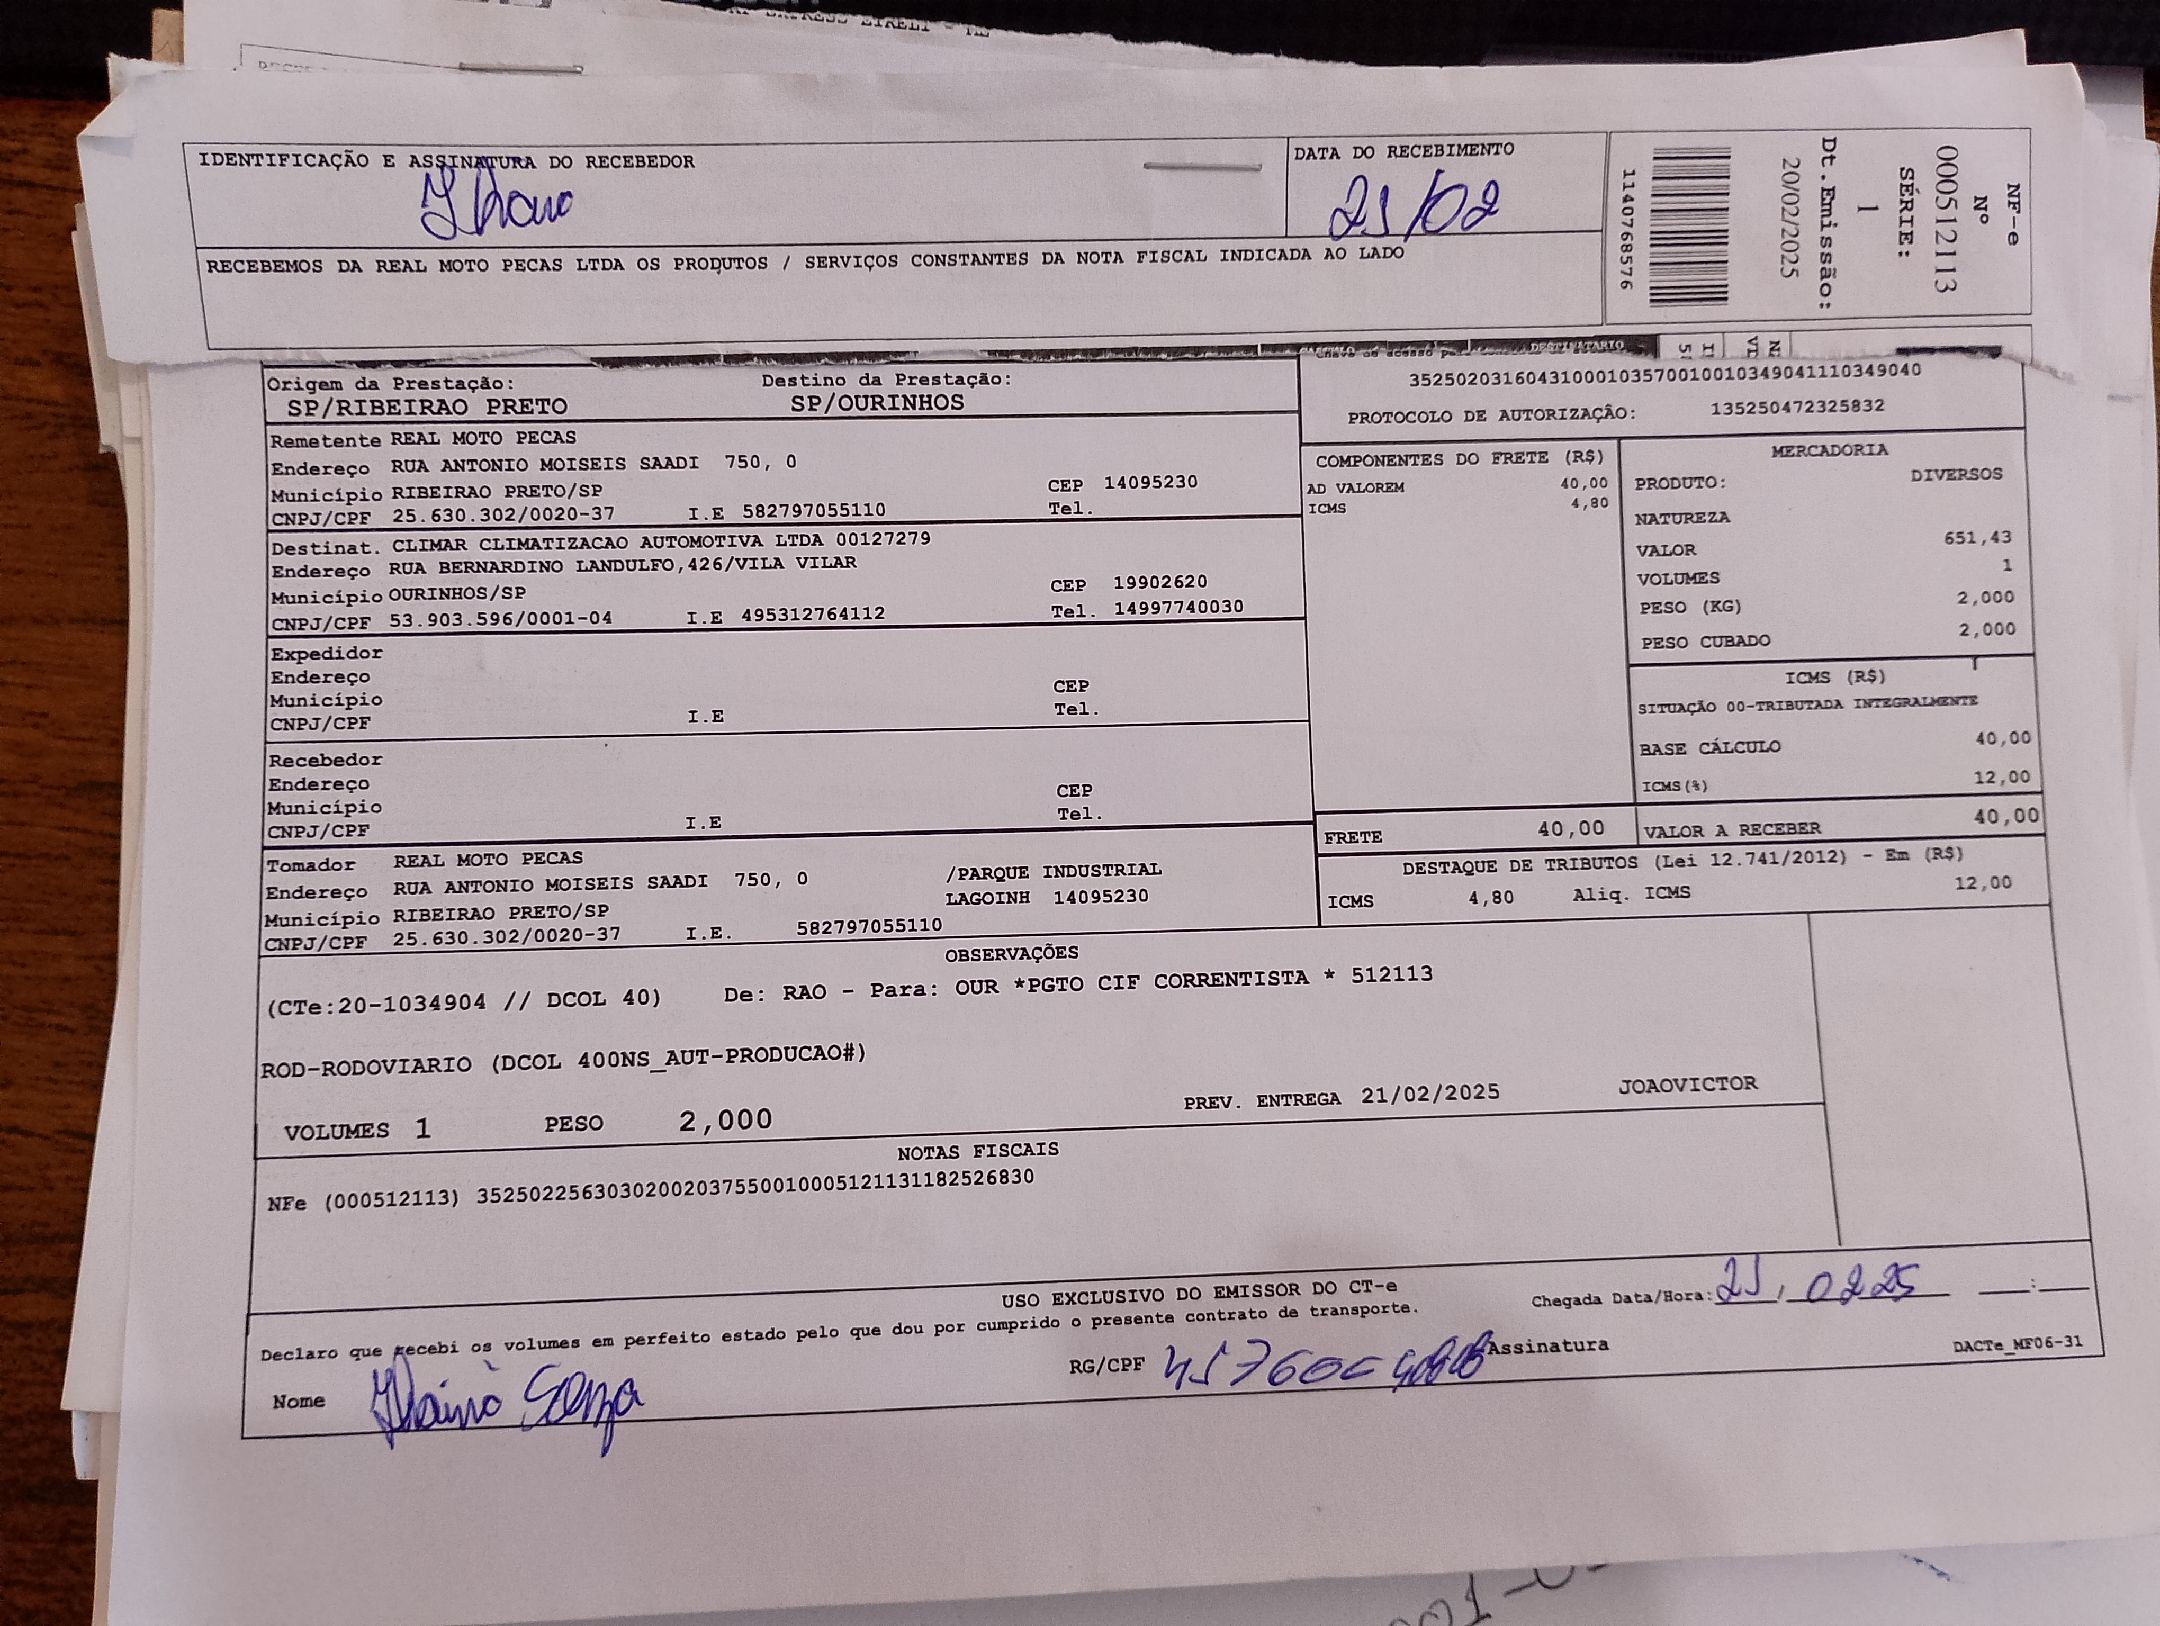 IDENTIFICAÇÃO E ASSINATURA DO RECEBEDOR
DATA DO RECEBIMENTO
21/02
RECEBEMOS DA REAL MOTO PECAS LTDA OS PRODUTOS / SERVIÇOS CONSTANTES DA NOTA FISCAL INDICADA AO LADO
NF-e
Nº
000512113
SÉRIE:
1
Dt.Emissão:
20/02/2025
1140768576
DESTINATARIO
Origem da Prestação: Destino da Prestação:
SP/RIBEIRAO PRETO SP/OURINHOS
35250203160431000103570010010349041110349040
PROTOCOLO DE AUTORIZAÇÃO: 135250472325832
Remetente REAL MOTO PECAS
Endereço RUA ANTONIO MOISEIS SAADI 750, 0
Município RIBEIRAO PRETO/SP CEP 14095230
CNPJ/CPF 25.630.302/0020-37 I.E 582797055110 Tel.
Destinat. CLIMAR CLIMATIZACAO AUTOMOTIVA LTDA 00127279
Endereço RUA BERNARDINO LANDULFO,426/VILA VILAR
Município OURINHOS/SP CEP 19902620
CNPJ/CPF 53.903.596/0001-04 I.E 495312764112 Tel. 14997740030
Expedidor
Endereço
Município CEP
CNPJ/CPF I.E Tel.
Recebedor
Endereço
Município CEP
CNPJ/CPF I.E Tel.
Tomador REAL MOTO PECAS
Endereço RUA ANTONIO MOISEIS SAADI 750, 0 /PARQUE INDUSTRIAL
Município RIBEIRAO PRETO/SP LAGOINH 14095230
CNPJ/CPF 25.630.302/0020-37 I.E. 582797055110
COMPONENTES DO FRETE (R$)
AD VALOREM 40,00
ICMS 4,80
MERCADORIA
PRODUTO: DIVERSOS
NATUREZA
VALOR 651,43
VOLUMES 1
PESO (KG) 2,000
PESO CUBADO 2,000
ICMS (R$)
SITUAÇÃO 00-TRIBUTADA INTEGRALMENTE
BASE CÁLCULO 40,00
ICMS(%) 12,00
FRETE 40,00 VALOR A RECEBER 40,00
DESTAQUE DE TRIBUTOS (Lei 12.741/2012) - Em (R$)
ICMS 4,80 Aliq. ICMS 12,00
OBSERVAÇÕES
(CTe:20-1034904 // DCOL 40) De: RAO - Para: OUR *PGTO CIF CORRENTISTA * 512113
ROD-RODOVIARIO (DCOL 400NS_AUT-PRODUCAO#)
VOLUMES 1 PESO 2,000 PREV. ENTREGA 21/02/2025 JOAOVICTOR
NOTAS FISCAIS
NFe (000512113) 35250225630302002037550010005121131182526830
USO EXCLUSIVO DO EMISSOR DO CT-e
Declaro que recebi os volumes em perfeito estado pelo que dou por cumprido o presente contrato de transporte.
Chegada Data/Hora: 21, 02 25 __:__
Nome Souza RG/CPF Assinatura
DACTe_MF06-31